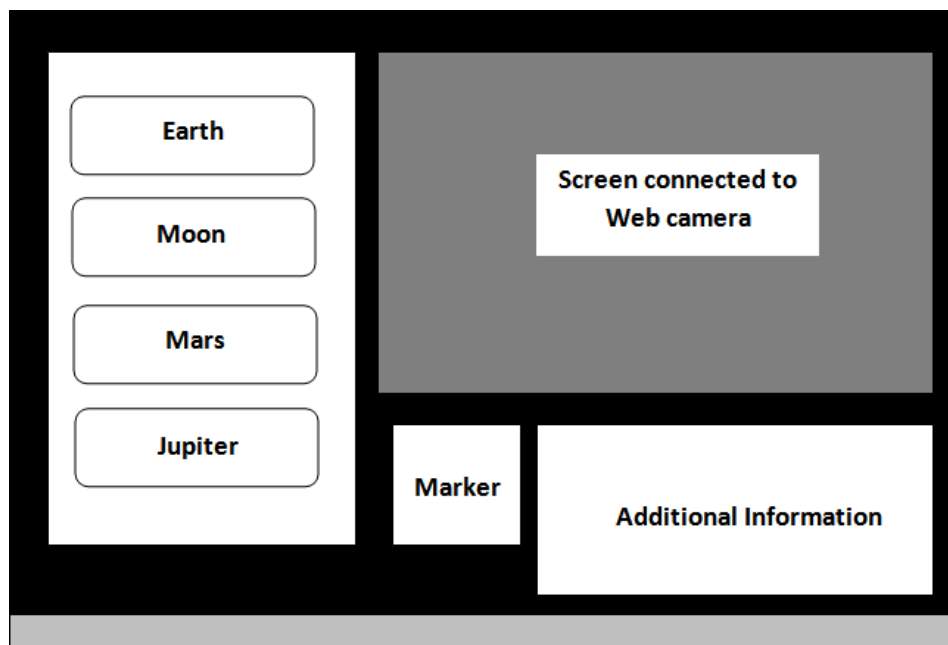 Earth
Moon
Mars
Jupiter
Screen connected to
Web camera
Marker
Additional Information